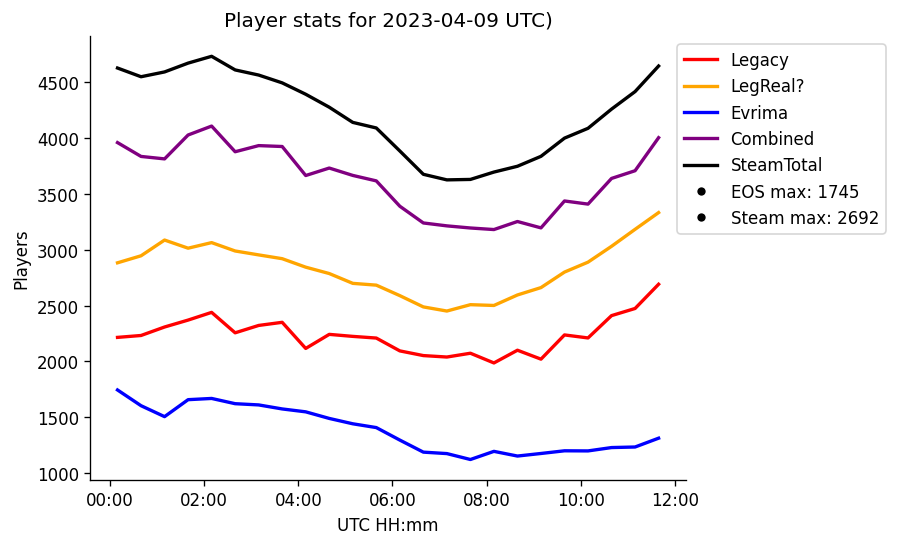 Player stats for 2023-04-09 UTC)
Legacy
LegReal?
Evrima
Combined
SteamTotal
EOS max: 1745
Steam max: 2692
Players
4500
4000
3500
3000
2500
2000
1500
1000
00:00 02:00 04:00 06:00 08:00 10:00 12:00
UTC HH:mm